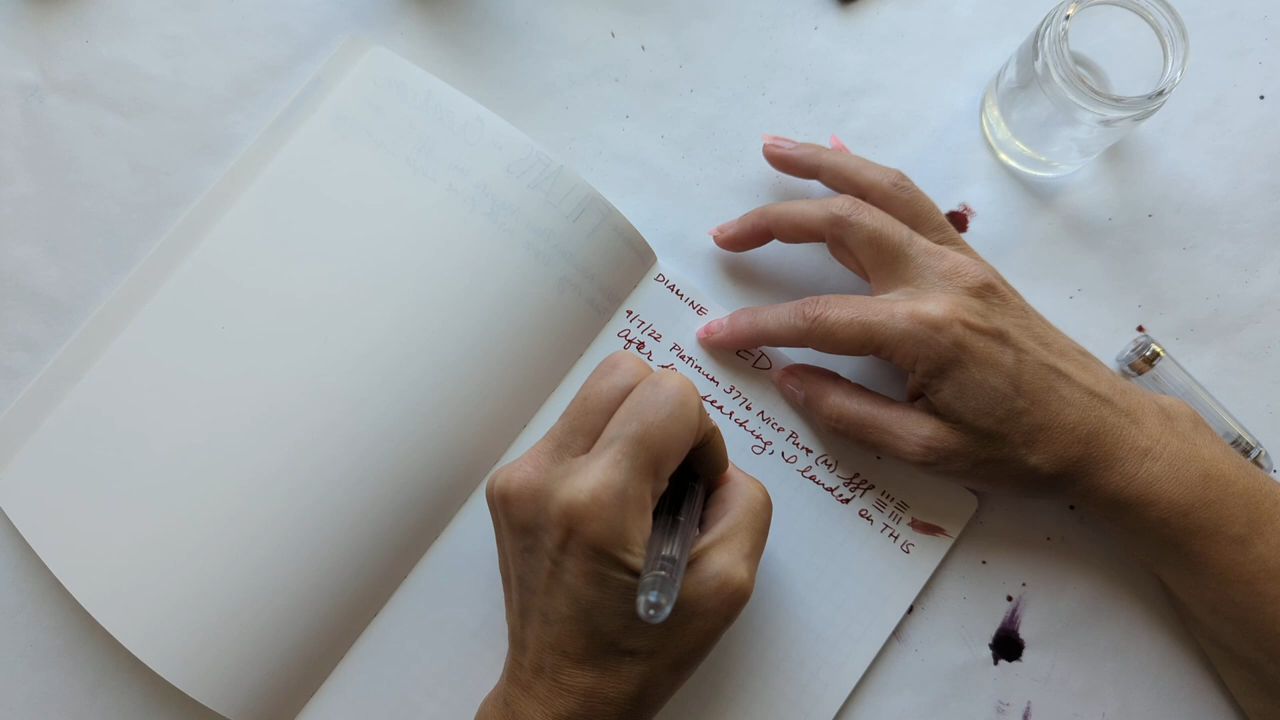 DIAMINE ED
9/7/22 Platinum 3776 Nice Pure (M)
After searching, I landed on THIS